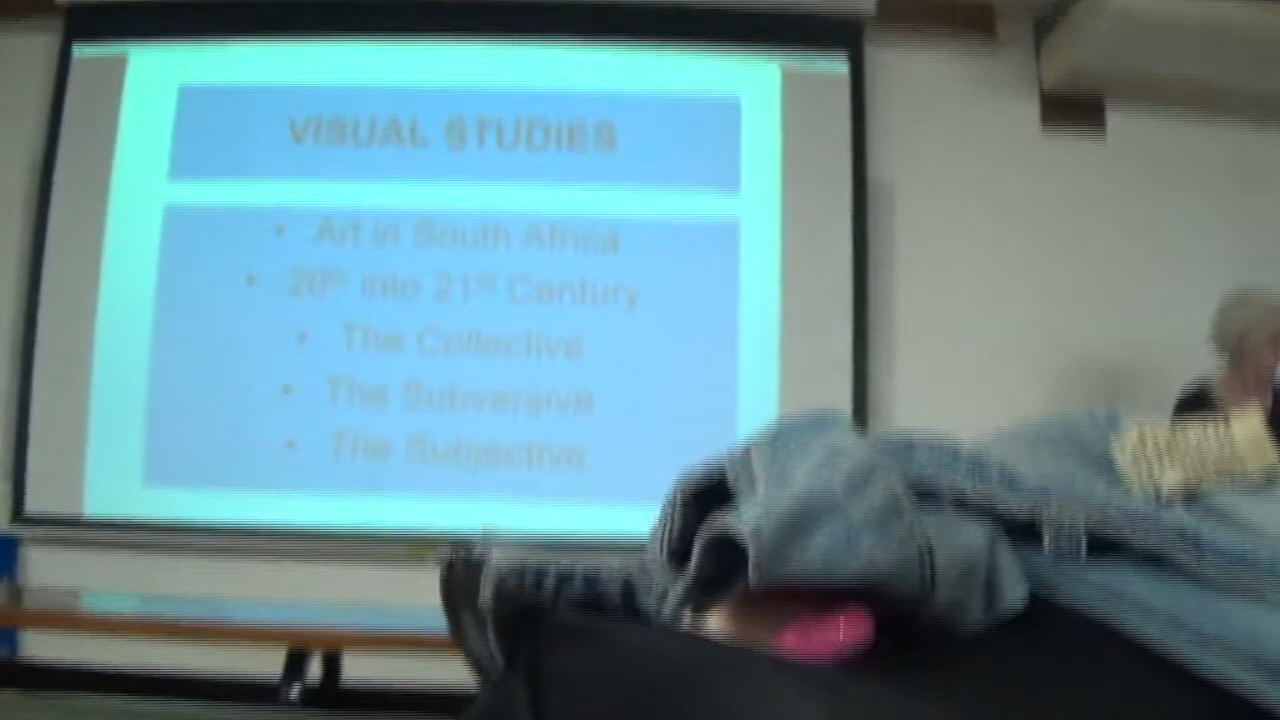 VISUAL STUDIES
• Art in South Africa
• 20th into 21st Century
• The Collective
• The Subversive
• The Subjective